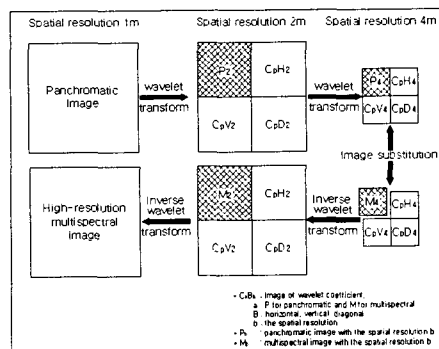 Spatial resolution 1m
Spatial resolution 2m
Spatial resolution 4m
Panchromatic
Image
wavelet
transform
P2
CpH2
CpV2
CpD2
wavelet
transform
P4
CpH4
CpV4
CpD4
Image substitution
High-resolution
multispectral
image
Inverse
wavelet
transform
M2
CpH2
CpV2
CpD2
Inverse
wavelet
transform
M4
CpH4
CpV4
CpD4
: Image of wavelet coefficient,
a : P for panchromatic and M for multispectral
B : horizontal, vertical, diagonal
b : the spatial resolution
: panchromatic image with the spatial resolution b
: multispectral image with the spatial resolution b